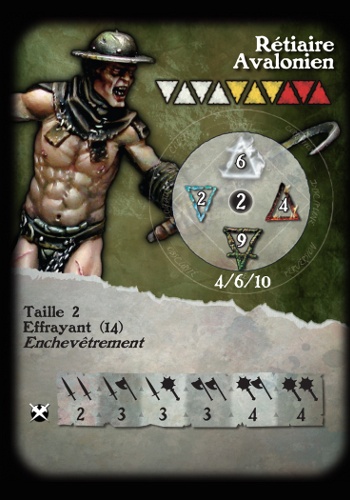 Rétiaire
Avalonien
6
2
2
4
9
4/6/10
Taille 2
Effrayant (14)
Enchevêtrement
2 3 3 3 4 4